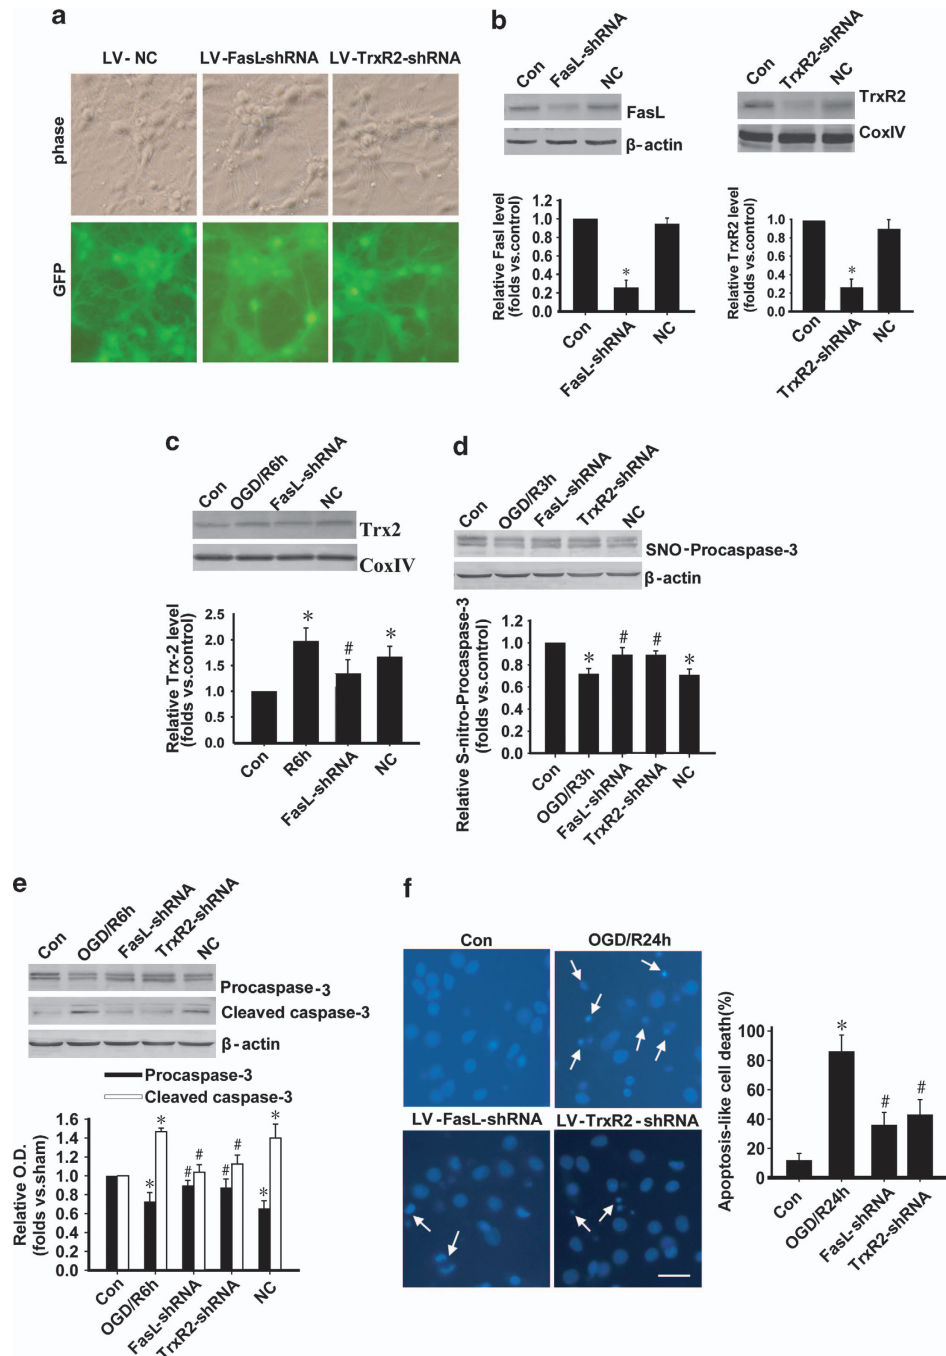 a
LV- NC
LV-FasL-shRNA
LV-TrxR2-shRNA
phase
GFP
b
Con
FasL-shRNA
NC
FasL
β-actin
Relative Fasl level
(folds vs.control)
1.2
1.0
0.8
0.6
0.4
0.2
0.0
*
Con
FasL-shRNA
NC
Con
TrxR2-shRNA
NC
TrxR2
CoxIV
Relative TrxR2 level
(folds vs.control)
1.0
0.8
0.6
0.4
0.2
0.0
*
Con
TrxR2-shRNA
NC
c
Con
OGD/R6h
FasL-shRNA
NC
Trx2
CoxIV
Relative Trx-2 level
(folds vs.control)
2.5
2.0
1.5
1.0
0.5
0.0
*
#
*
Con
R6h
FasL-shRNA
NC
d
Con
OGD/R3h
FasL-shRNA
TrxR2-shRNA
NC
SNO-Procaspase-3
β-actin
Relative S-nitro-Procaspase-3
(folds vs.control)
1.2
1.0
0.8
0.6
0.4
0.2
0.0
*
#
#
*
Con
OGD/R3h
FasL-shRNA
TrxR2-shRNA
NC
e
Con
OGD/R6h
FasL-shRNA
TrxR2-shRNA
NC
Procaspase-3
Cleaved caspase-3
β-actin
Procaspase-3
Cleaved caspase-3
Relative O.D.
(folds vs.sham)
1.6
1.4
1.2
1.0
0.8
0.6
0.4
0.2
0.0
*
*
#
#
#
#
*
*
Con
OGD/R6h
FasL-shRNA
TrxR2-shRNA
NC
f
Con
OGD/R24h
LV-FasL-shRNA
LV-TrxR2-shRNA
Apoptosis-like cell death(%)
100
80
60
40
20
0
*
#
#
Con
OGD/R24h
FasL-shRNA
TrxR2-shRNA